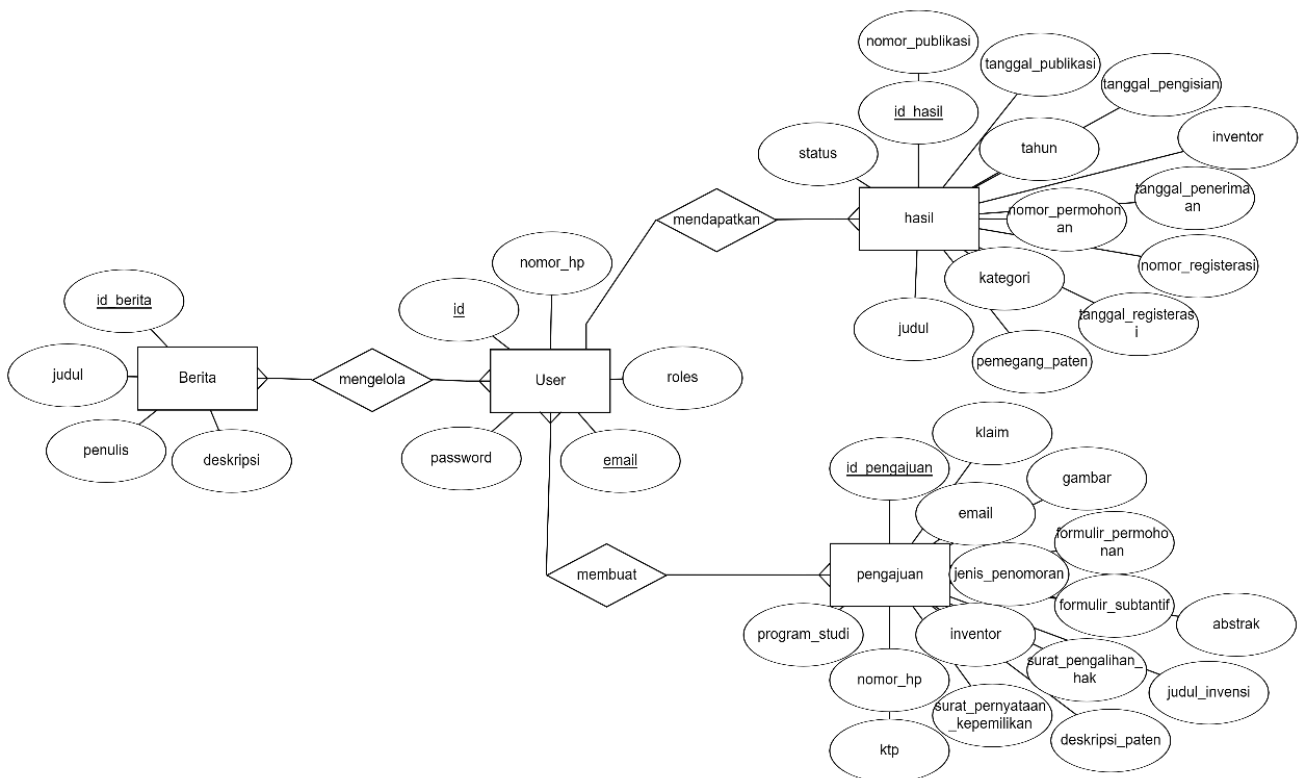 nomor_publikasi
tanggal_publikasi
tanggal_pengisian
id_hasil
inventor
status
tahun
tanggal_penerim
an
mendapatkan
hasil
nomor_permohon
an
nomor_hp
nomor_registerasi
kategori
id_berita
id
tanggal_registeras
i
judul
pemegang_paten
judul
Berita
mengelola
User
roles
klaim
penulis
deskripsi
password
email
id_pengajuan
gambar
email
formulir_permoho
nan
membuat
pengajuan
jenis_penomoran
formulir_subtantif
abstrak
program_studi
inventor
surat_pengalihan_
hak
nomor_hp
judul_invensi
surat_pernyataan
_kepemilikan
deskripsi_paten
ktp